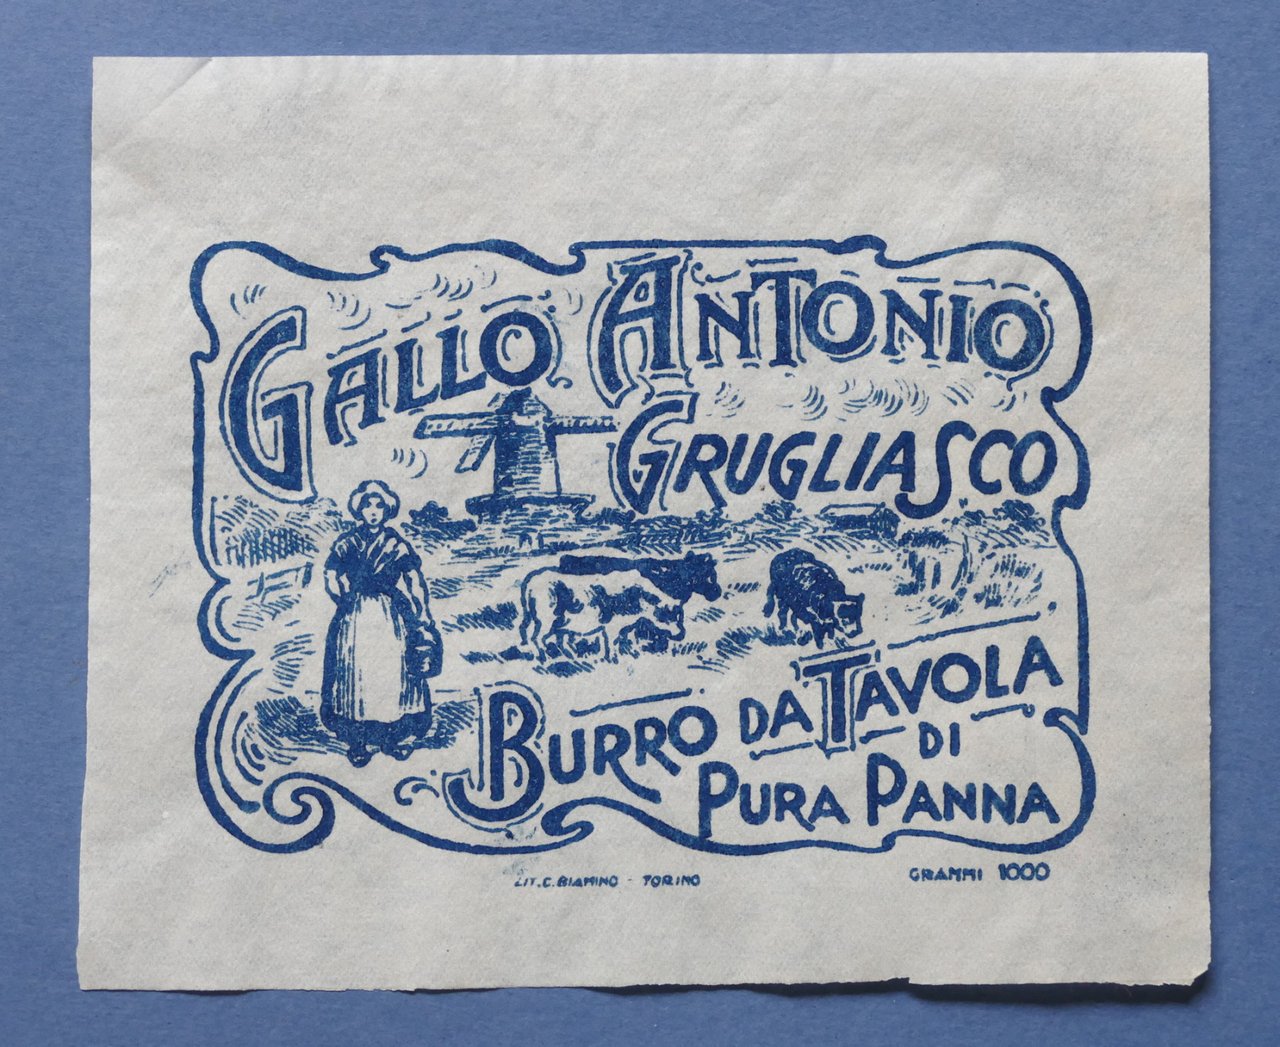 GALLO ANTONIO
GRUGLIASCO
BURRO DA TAVOLA
DI
PURA PANNA
LIT. C. BIAMINO - TORINO
GRAMMI 1000